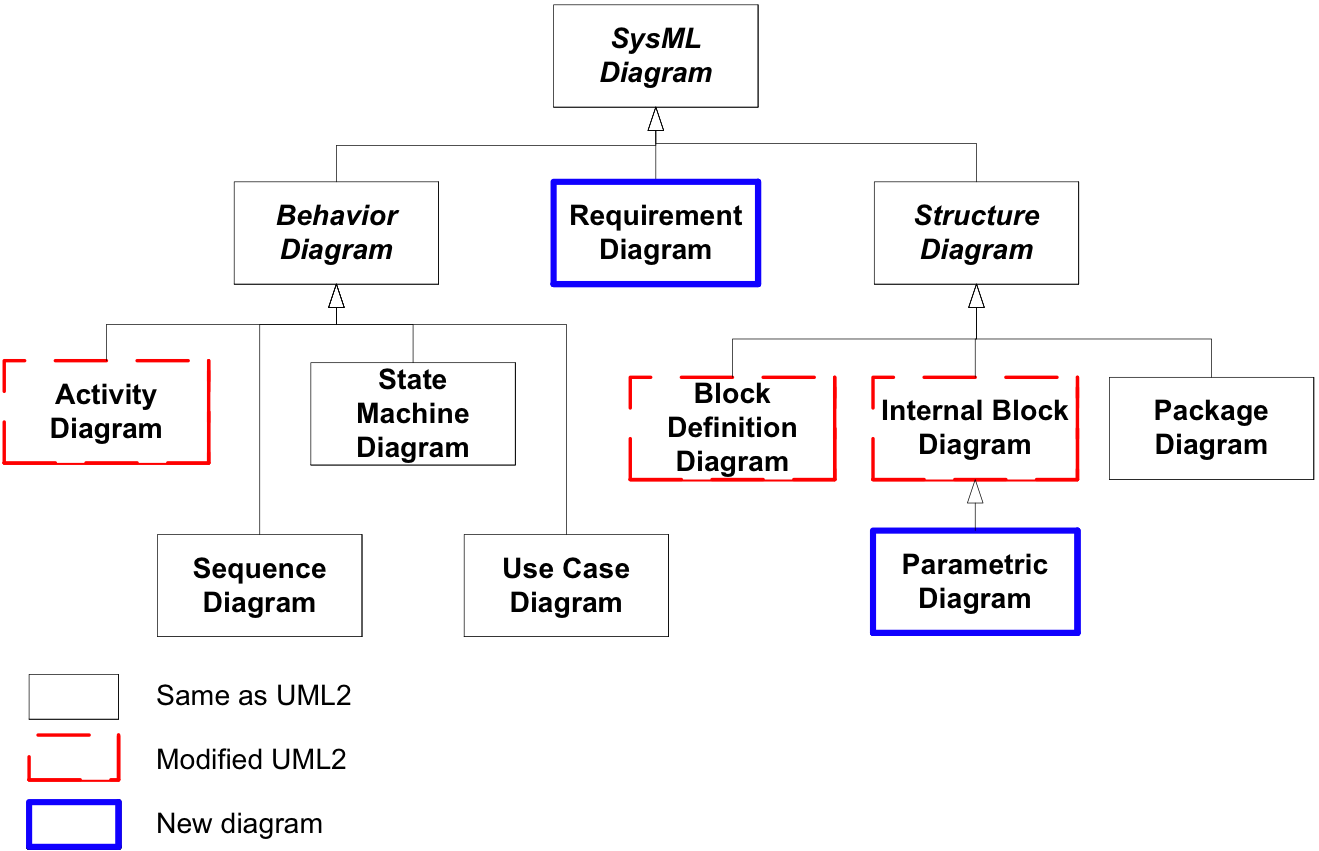 SysML
Diagram
Behavior
Diagram
Requirement
Diagram
Structure
Diagram
Activity
Diagram
State
Machine
Diagram
Block
Definition
Diagram
Internal Block
Diagram
Package
Diagram
Sequence
Diagram
Use Case
Diagram
Parametric
Diagram
Same as UML2
Modified UML2
New diagram